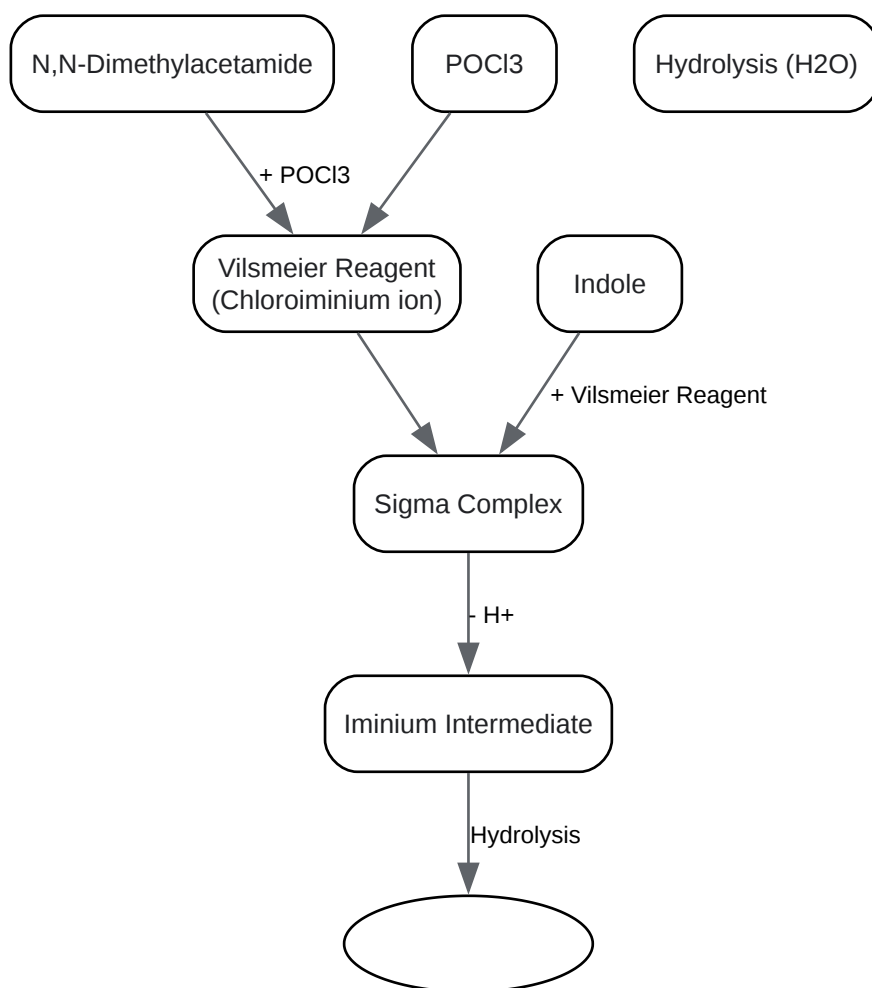 N,N-Dimethylacetamide
POCl3
Hydrolysis (H2O)
+ POCl3
Vilsmeier Reagent
(Chloroiminium ion)
Indole
+ Vilsmeier Reagent
Sigma Complex
- H+
Iminium Intermediate
Hydrolysis